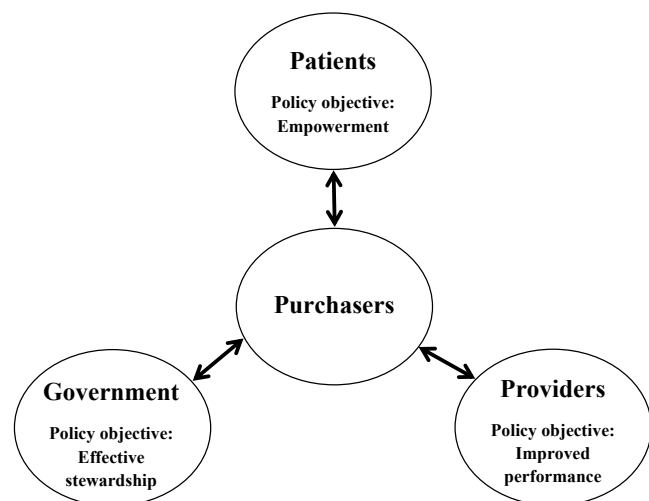 Patients
Policy objective:
Empowerment
Purchasers
Government
Policy objective:
Effective
stewardship
Providers
Policy objective:
Improved
performance